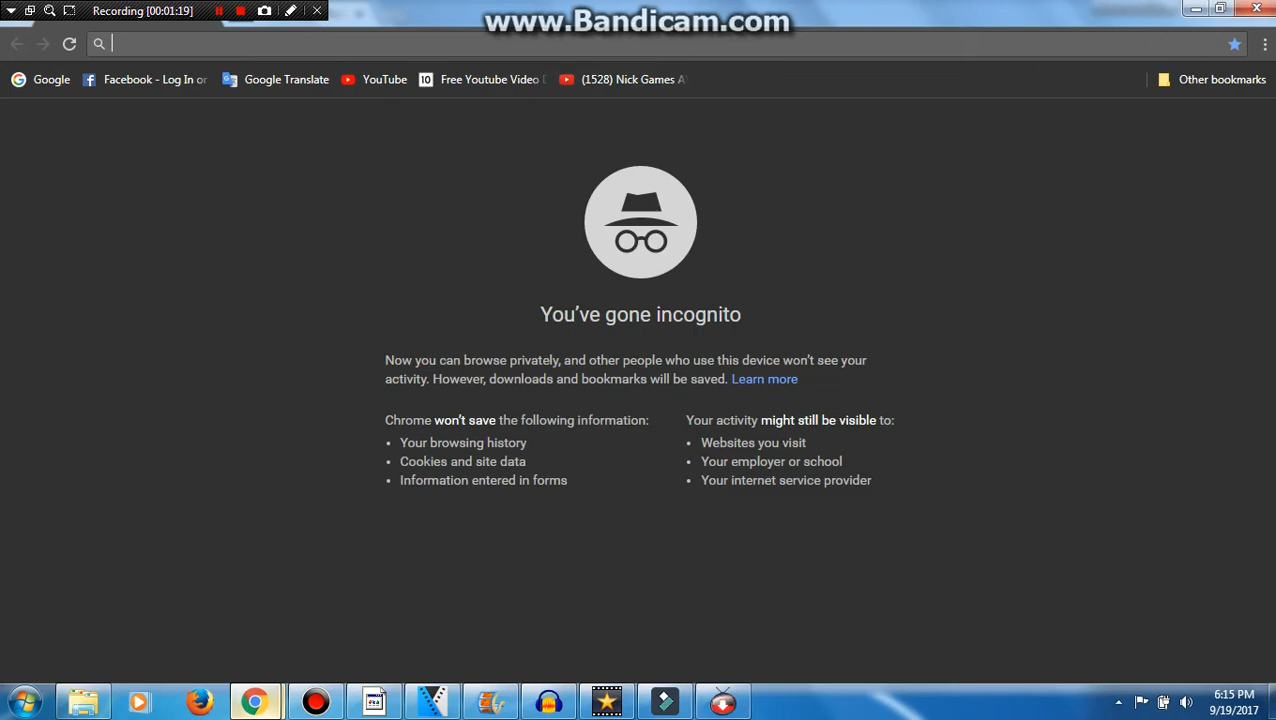 Recording [00:01:19]
www.Bandicam.com
Google
Facebook - Log In or
Google Translate
YouTube
10
Free Youtube Video D
(1528) Nick Games A
Other bookmarks
You've gone incognito
Now you can browse privately, and other people who use this device won't see your
activity. However, downloads and bookmarks will be saved. Learn more
Chrome won't save the following information:
• Your browsing history
• Cookies and site data
• Information entered in forms
Your activity might still be visible to:
• Websites you visit
• Your employer or school
• Your internet service provider
6:15 PM
9/19/2017